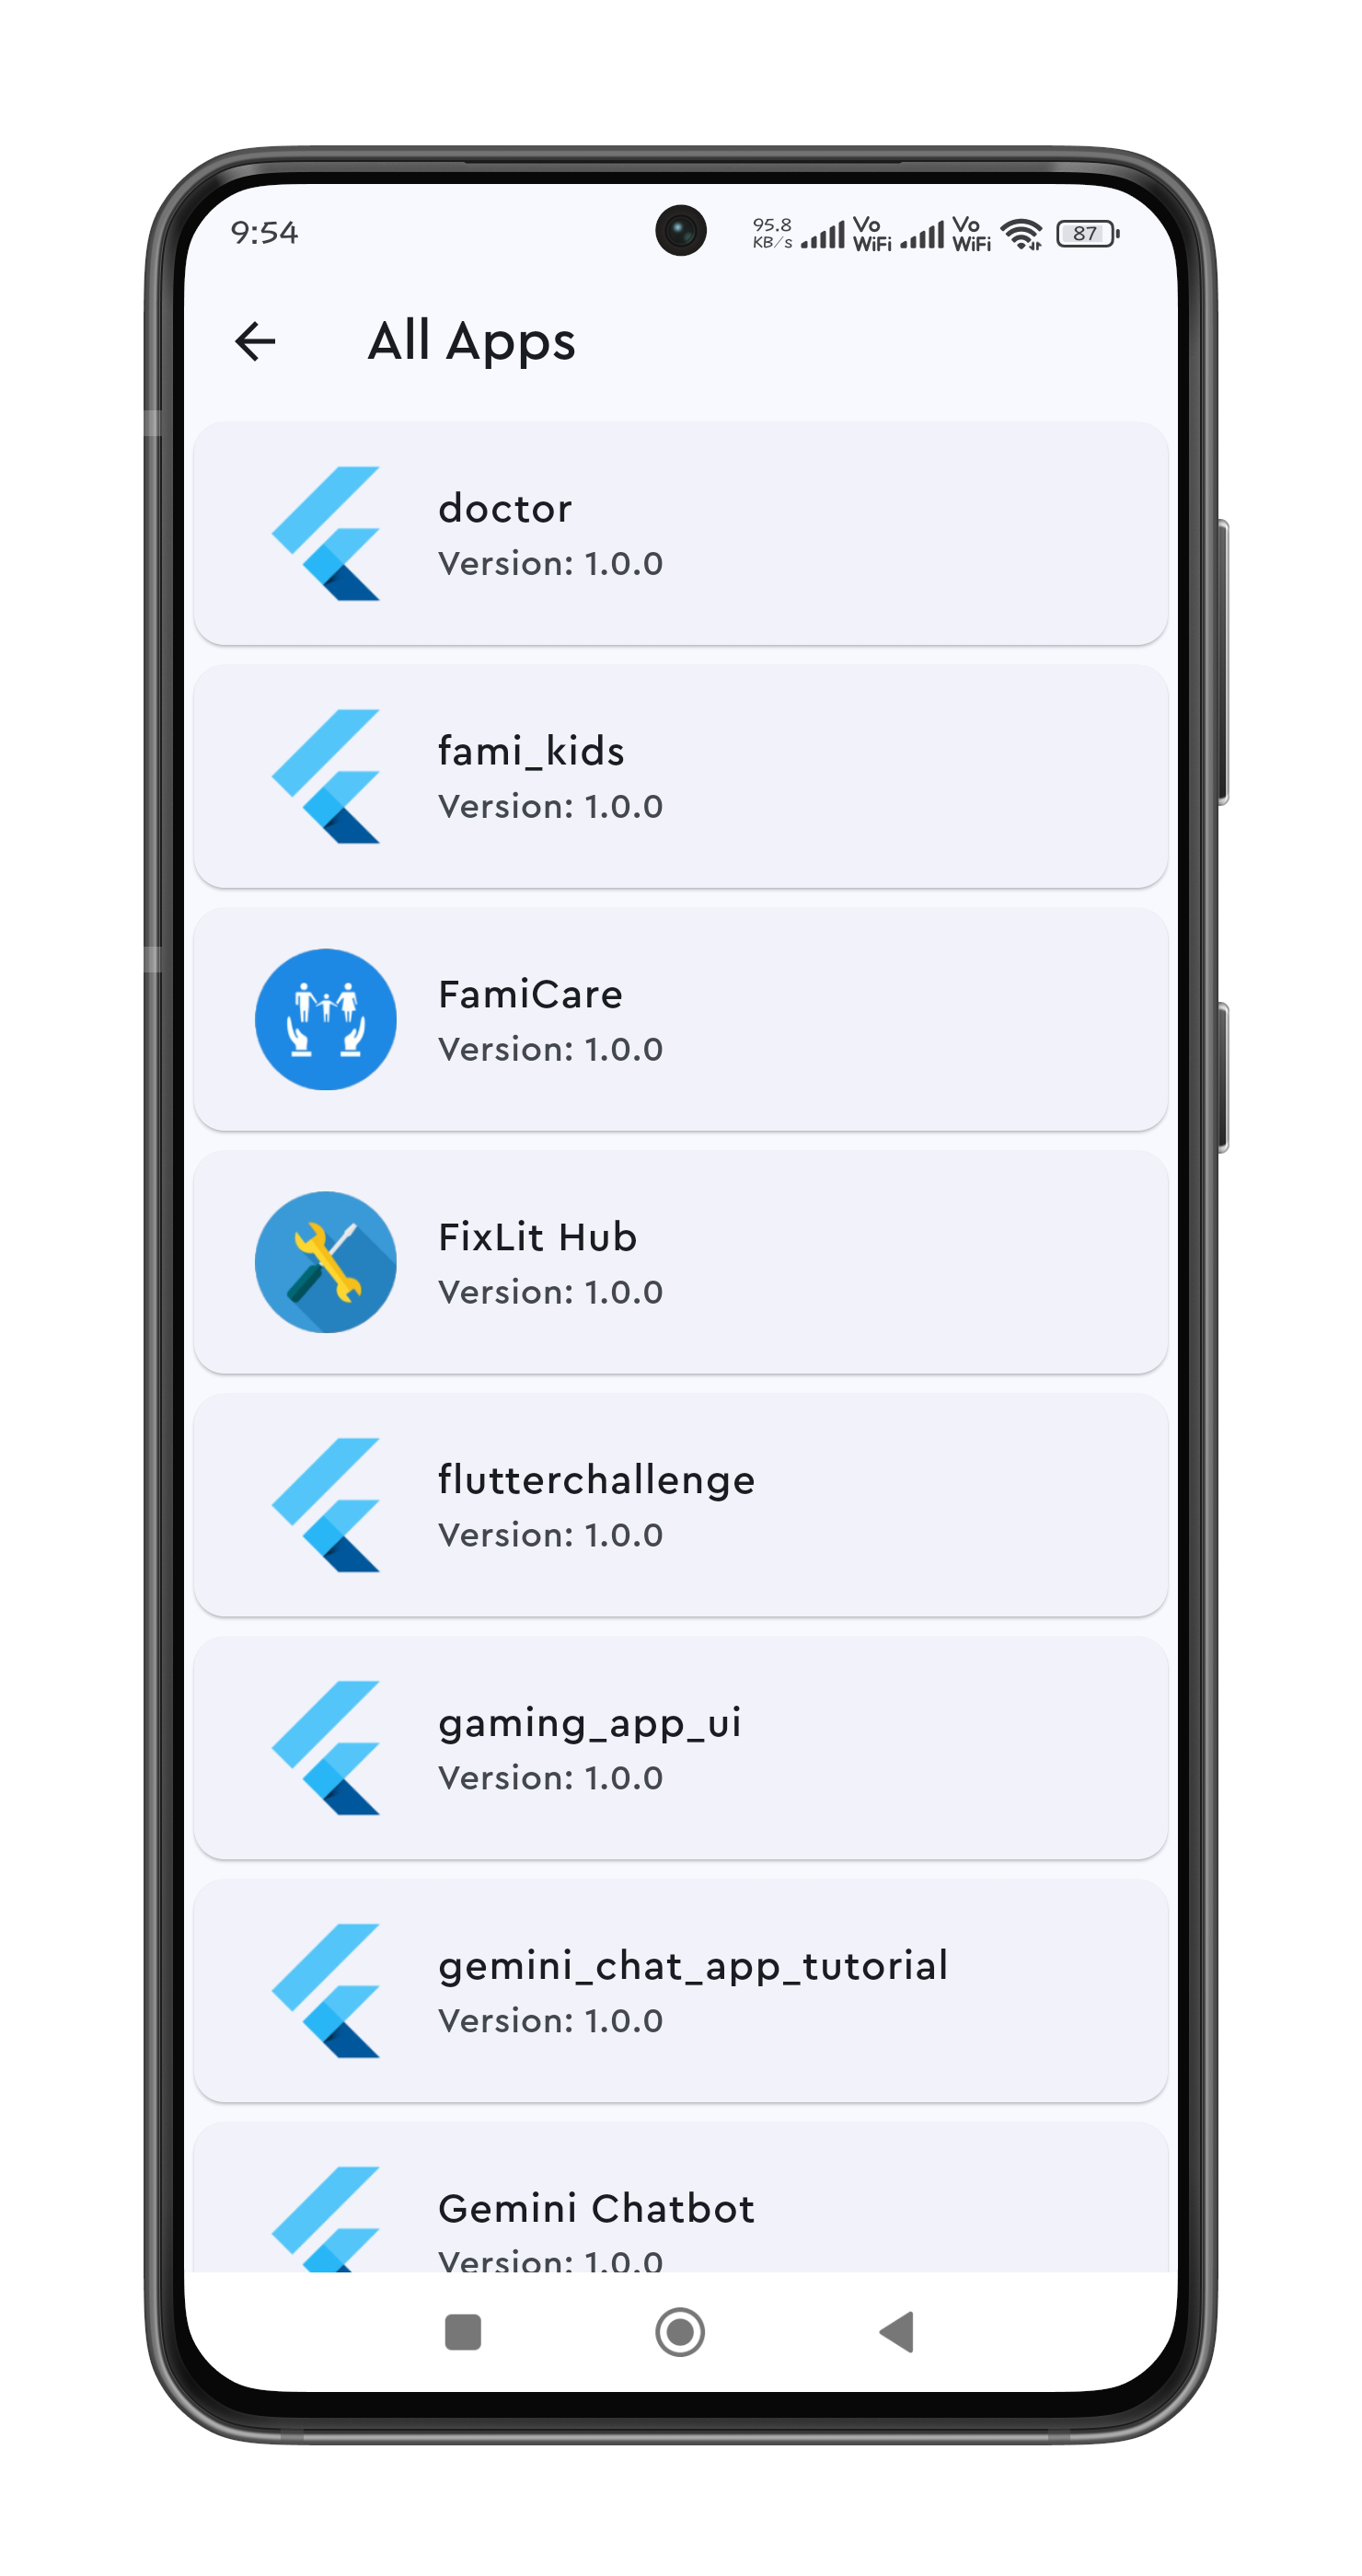 9:54
95.8
KB/s
Vo
WiFi
Vo
WiFi
87
All Apps
doctor
Version: 1.0.0
fami_kids
Version: 1.0.0
FamiCare
Version: 1.0.0
FixLit Hub
Version: 1.0.0
flutterchallenge
Version: 1.0.0
gaming_app_ui
Version: 1.0.0
gemini_chat_app_tutorial
Version: 1.0.0
Gemini Chatbot
Version: 1.0.0